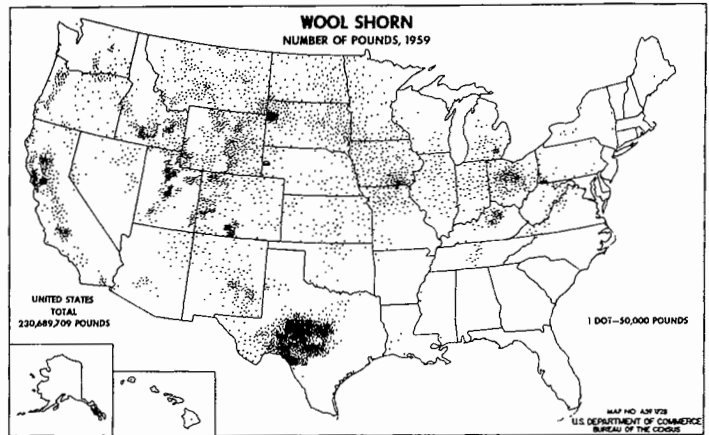 WOOL SHORN
NUMBER OF POUNDS, 1959
UNITED STATES
TOTAL
230,689,709 POUNDS
1 DOT—50,000 POUNDS
MAP NO. A59 1728
U.S. DEPARTMENT OF COMMERCE
BUREAU OF THE CENSUS